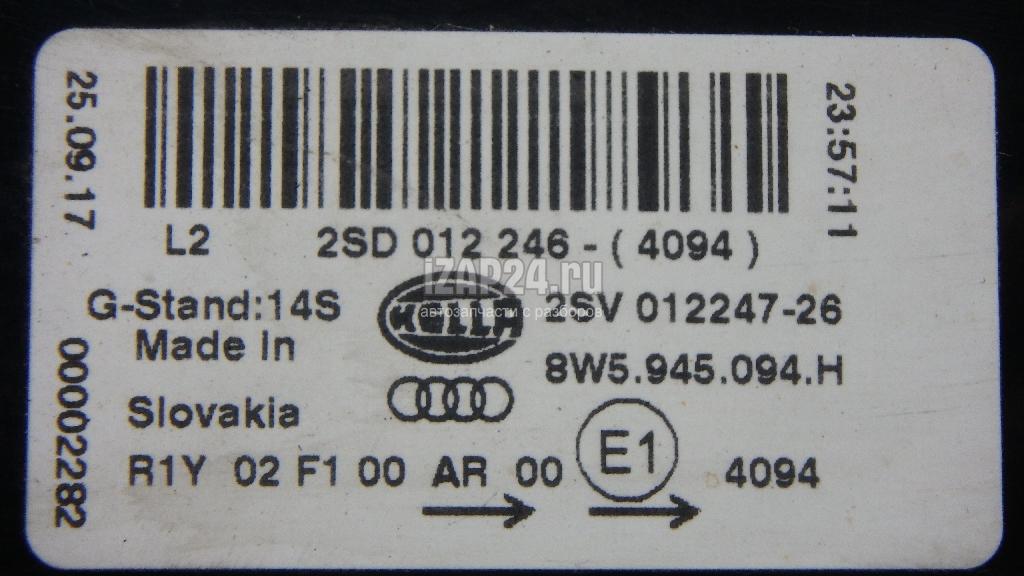 25.09.17
23:57:11
L2 2SD 012 246 - ( 4094 )
iZAP24.ru
автозапчасти с разборов
G-Stand:14S
HELLA
2SV 012247-26
Made In
8W5.945.094.H
Slovakia
R1Y 02 F1 00 AR 00 E1 4094
00002282